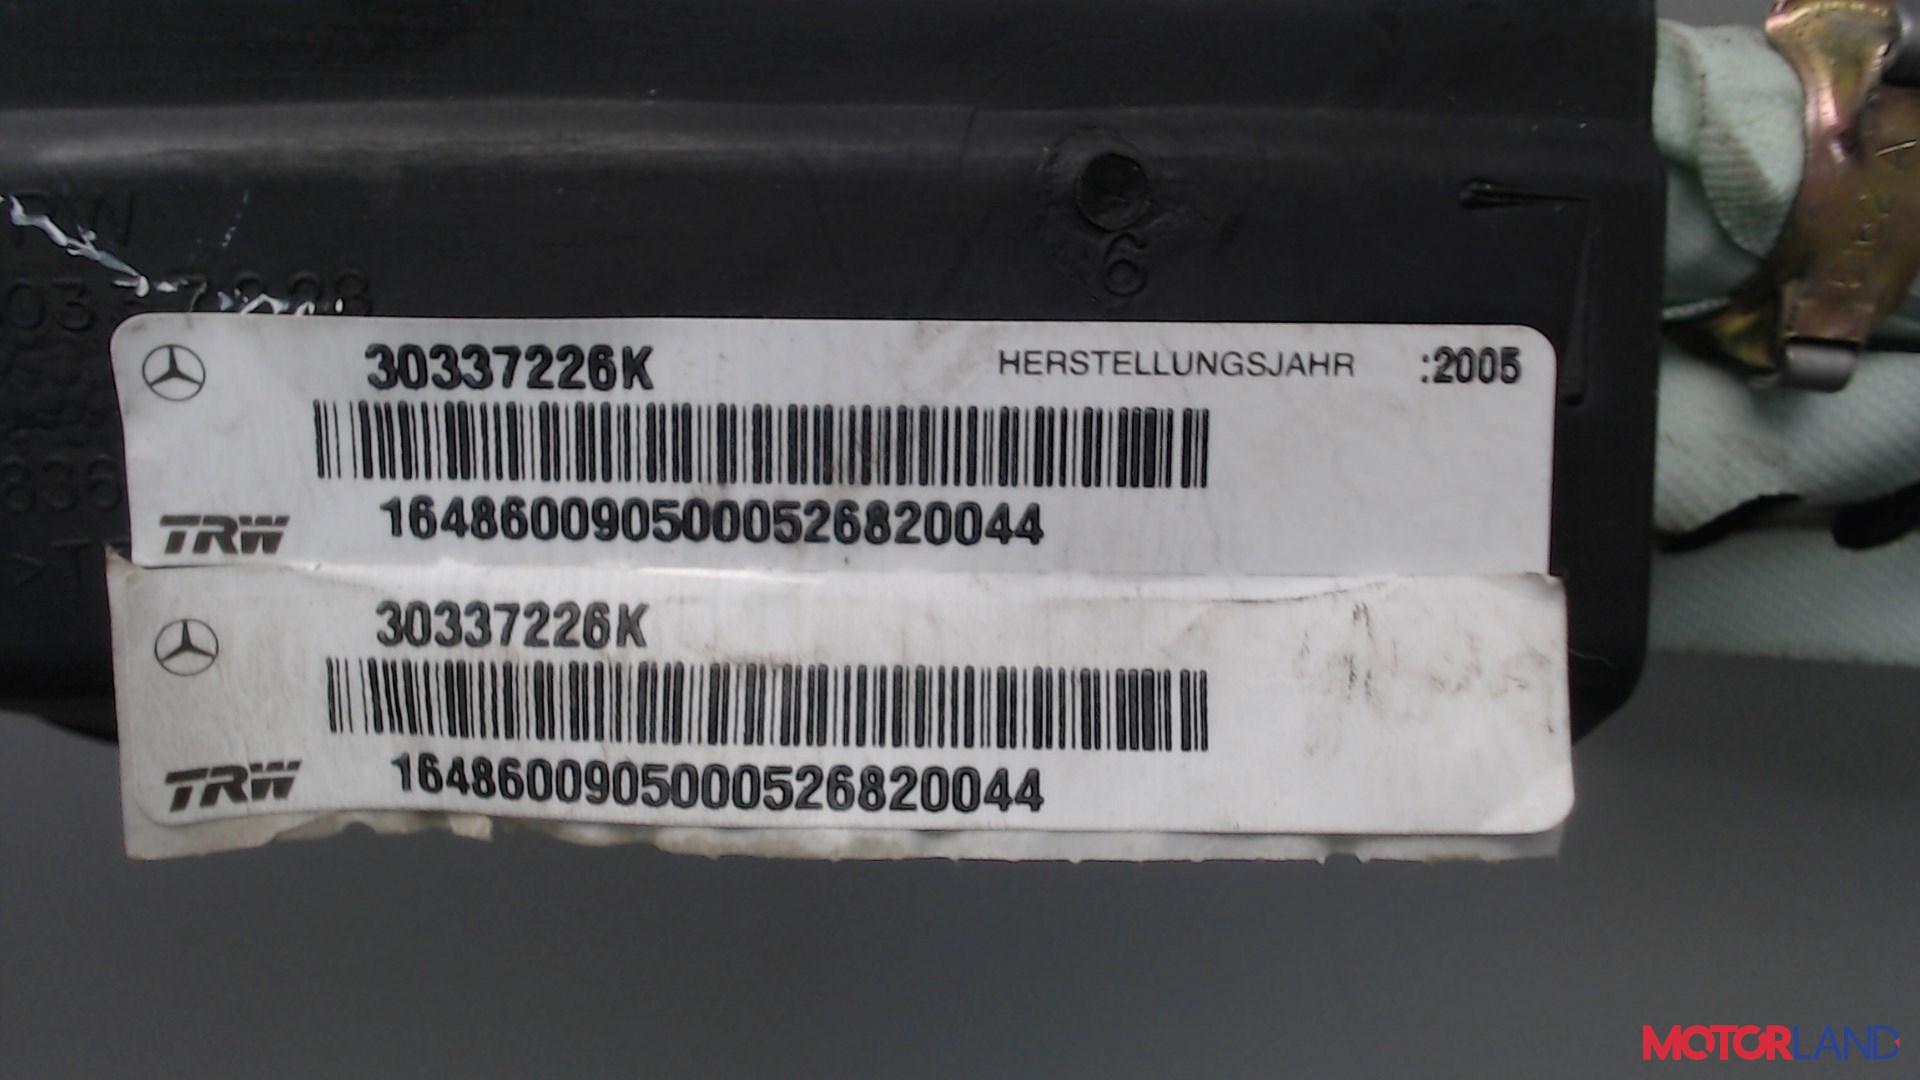 6
30337226K HERSTELLUNGSJAHR :2005
TRW 1648600905000526820044
30337226K
TRW 1648600905000526820044
MOTORLAND